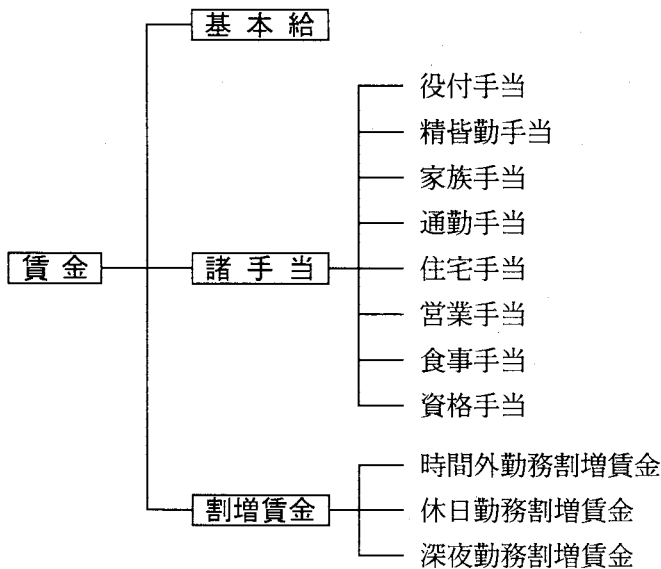 基本給
役付手当
精皆勤手当
家族手当
通勤手当
賃金
諸手当
住宅手当
営業手当
食事手当
資格手当
時間外勤務割増賃金
割増賃金
休日勤務割増賃金
深夜勤務割増賃金